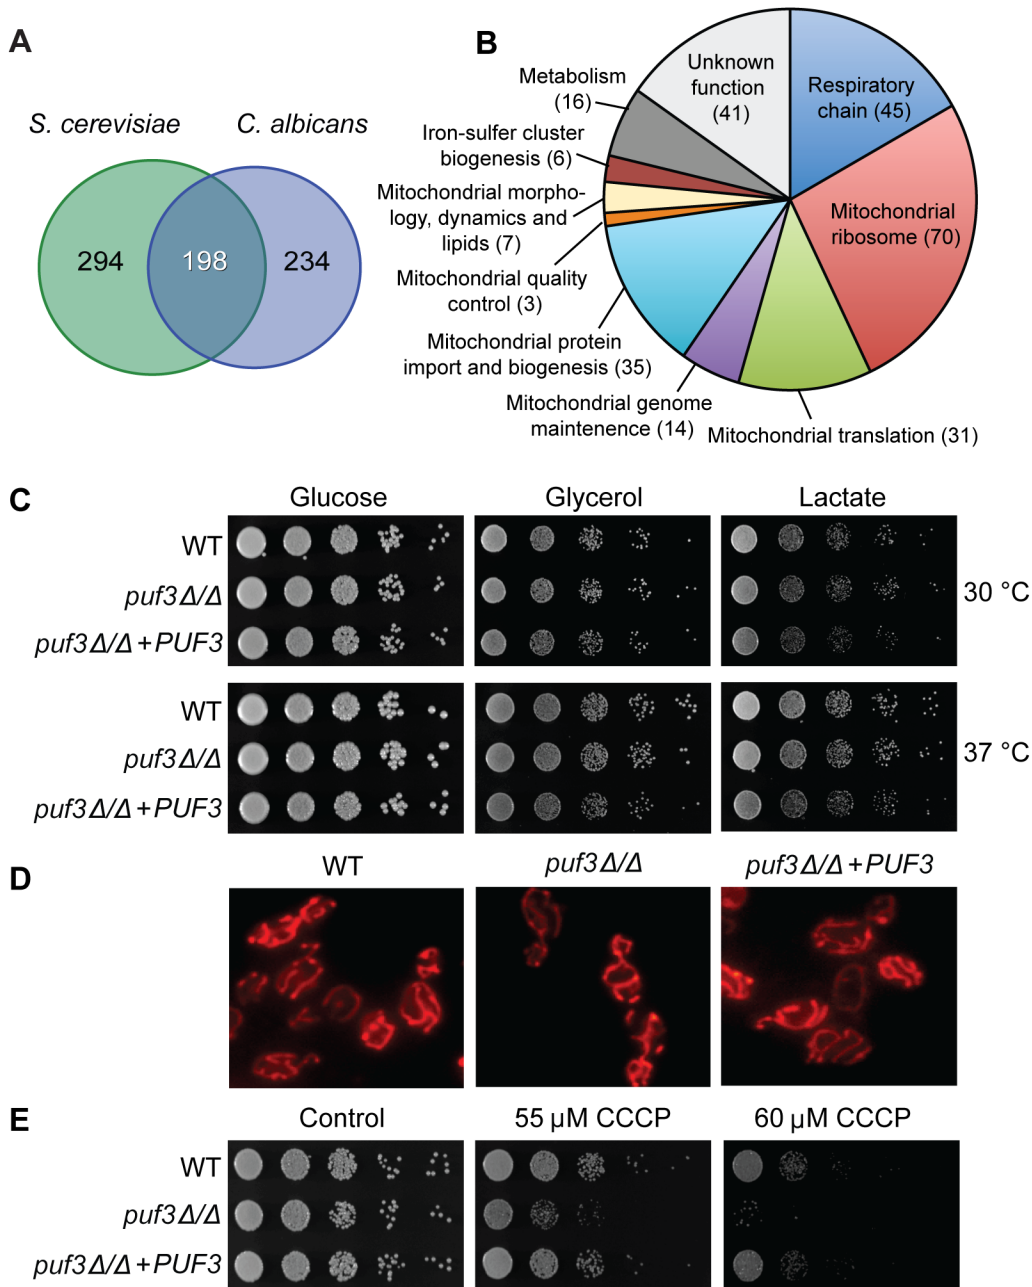 A
S. cerevisiae
C. albicans
294
198
234
B
Unknown
function
(41)
Respiratory
chain (45)
Metabolism
(16)
Iron-sulfer cluster
biogenesis (6)
Mitochondrial morpho-
logy, dynamics and
lipids (7)
Mitochondrial quality
control (3)
Mitochondrial protein
import and biogenesis (35)
Mitochondrial genome
maintenence (14)
Mitochondrial translation (31)
Mitochondrial
ribosome (70)
C
Glucose
Glycerol
Lactate
WT
puf3Δ/Δ
puf3Δ/Δ+PUF3
30 °C
WT
puf3Δ/Δ
puf3Δ/Δ+PUF3
37 °C
D
WT
puf3Δ/Δ
puf3Δ/Δ+PUF3
E
Control
55 µM CCCP
60 µM CCCP
WT
puf3Δ/Δ
puf3Δ/Δ+PUF3